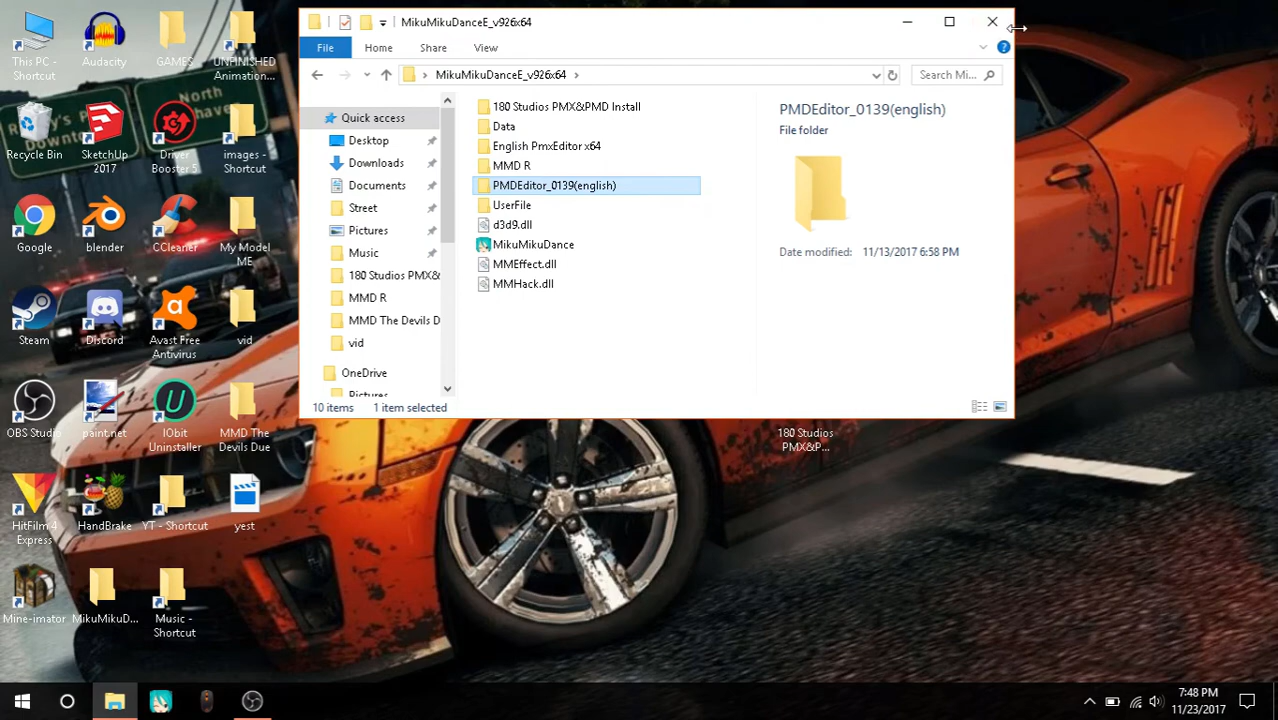 MikuMikuDanceE_v926x64
File
Home
Share
View
MikuMikuDanceE_v926x64
Search Mi...
Quick access
Desktop
Downloads
Documents
Street
Pictures
Music
180 Studios PMX&
MMD R
MMD The Devils D
vid
OneDrive
Pictures
180 Studios PMX&PMD Install
Data
English PmxEditor x64
MMD R
PMDEditor_0139(english)
UserFile
d3d9.dll
MikuMikuDance
MMEffect.dll
MMHack.dll
PMDEditor_0139(english)
File folder
Date modified: 11/13/2017 6:58 PM
10 items
1 item selected
This PC -
Shortcut
Audacity
GAMES
UNFINISHED
Animation...
Recycle Bin
SketchUp
2017
Driver
Booster 5
images -
Shortcut
Google
blender
CCleaner
My Model
ME
Steam
Discord
Avast Free
Antivirus
vid
OBS Studio
paint.net
IObit
Uninstaller
MMD The
Devils Due
HitFilm 4
Express
HandBrake
YT - Shortcut
yest
Mine-imator
MikuMikuD...
Music -
Shortcut
180 Studios
PMX&P...
North
Haven
Downto
7:48 PM
11/23/2017